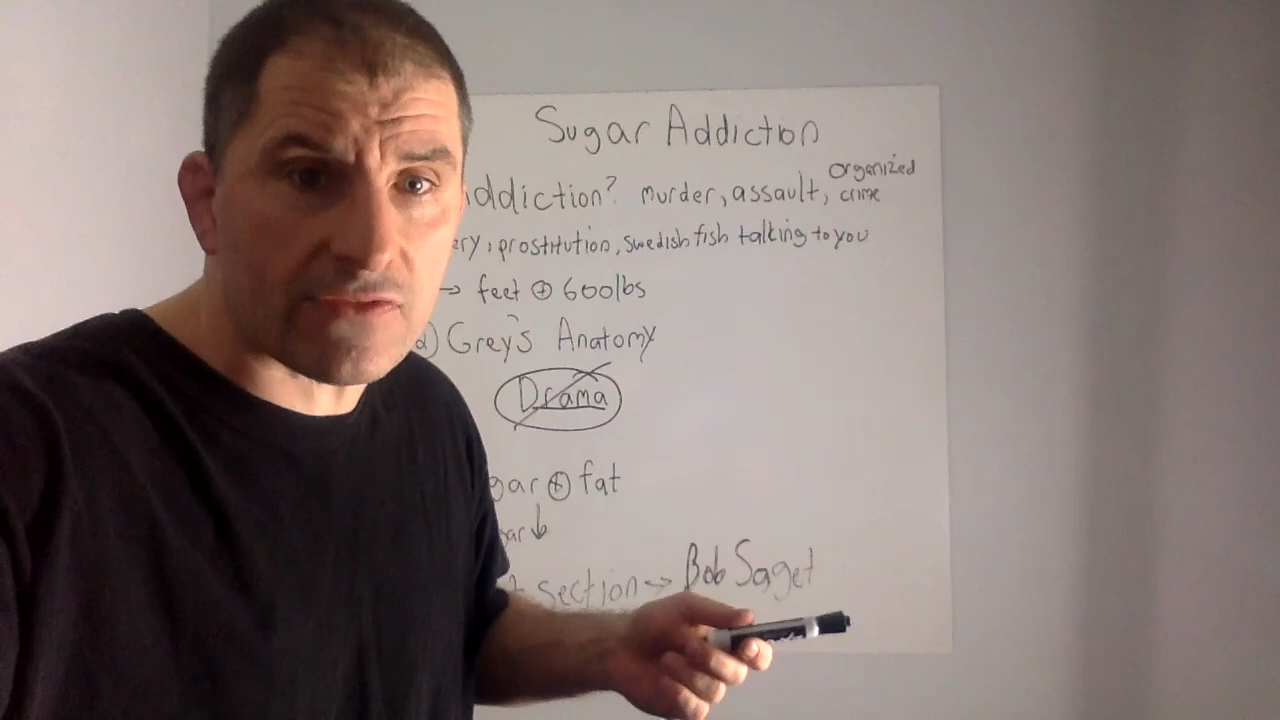 Sugar Addiction
ddiction? murder, assault, organized crime
ery, prostitution, swedish fish talking to you
→ feet ⊕ 600lbs
d) Grey's Anatomy
Drama
gar ⊕ fat
gar ↓
section → Bob Saget